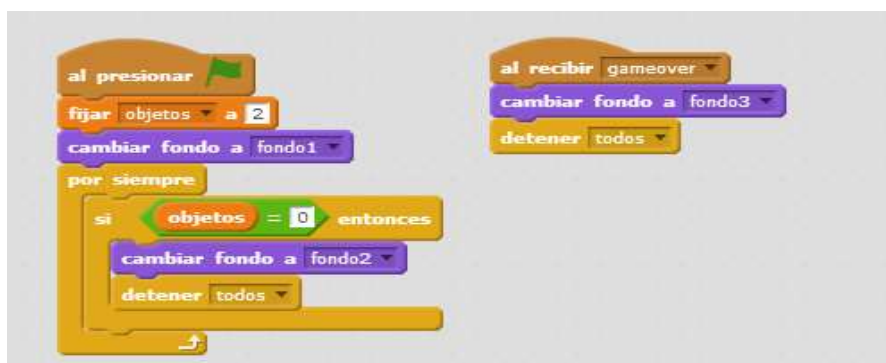 al presionar
fijar objetos a 2
cambiar fondo a fondo1
por siempre
si objetos = 0 entonces
cambiar fondo a fondo2
detener todos
al recibir gameover
cambiar fondo a fondo3
detener todos